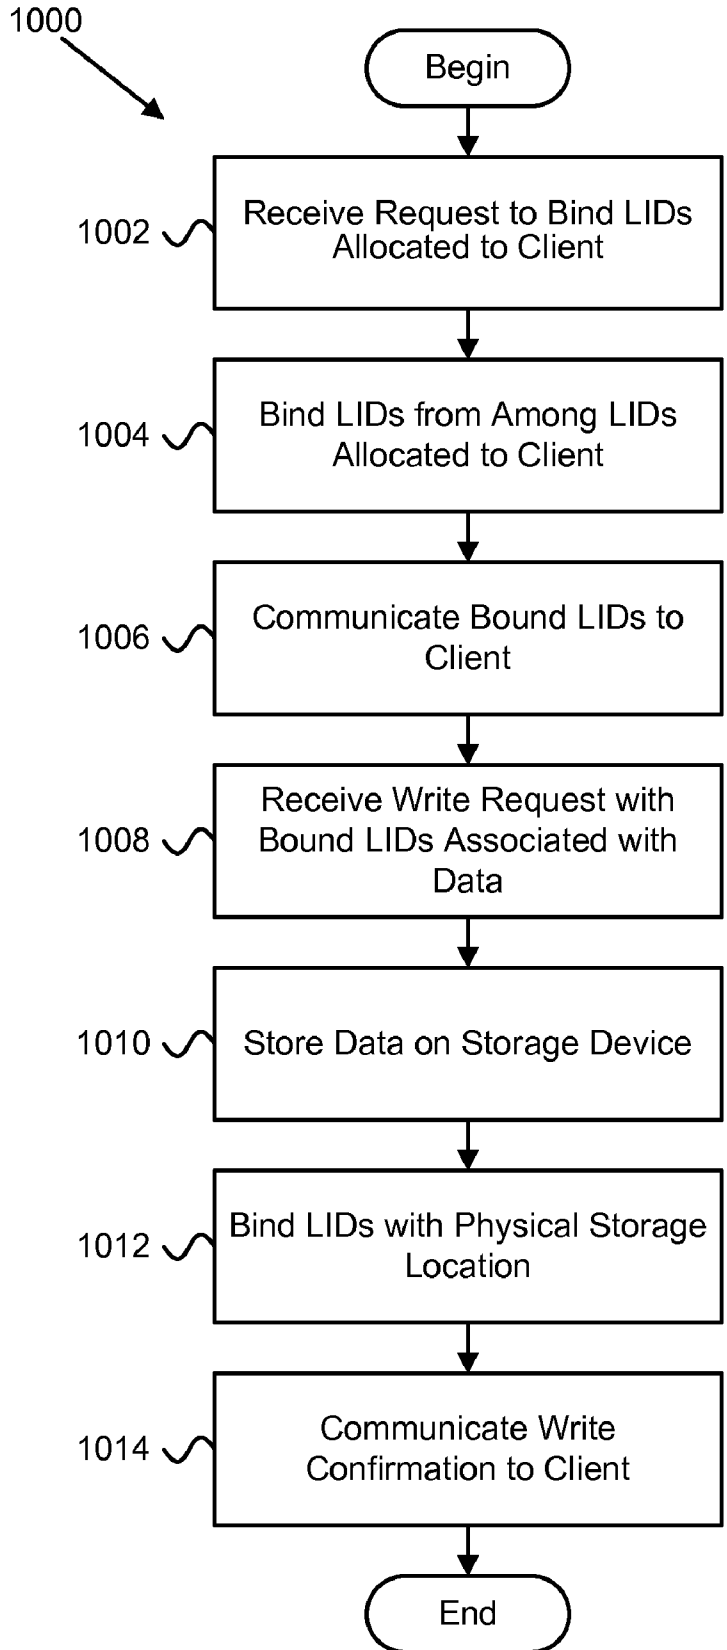 1000
Begin
1002
Receive Request to Bind LIDs
Allocated to Client
1004
Bind LIDs from Among LIDs
Allocated to Client
1006
Communicate Bound LIDs to
Client
1008
Receive Write Request with
Bound LIDs Associated with
Data
1010
Store Data on Storage Device
1012
Bind LIDs with Physical Storage
Location
1014
Communicate Write
Confirmation to Client
End